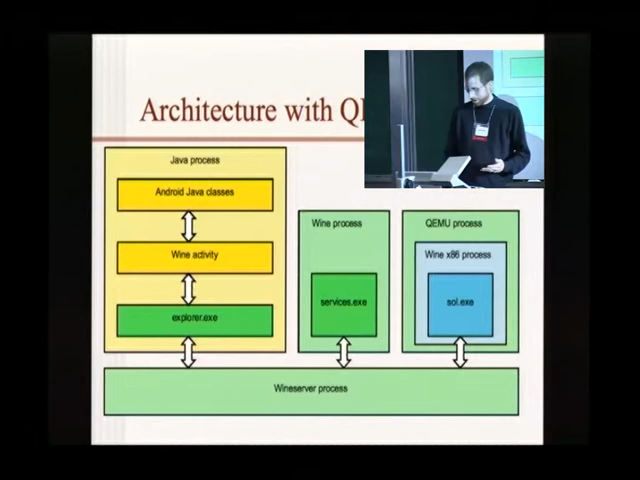 Architecture with Q
Java process
Android Java classes
Wine process
QEMU process
Wine activity
Wine x86 process
services.exe
sol.exe
explorer.exe
Wineserver process